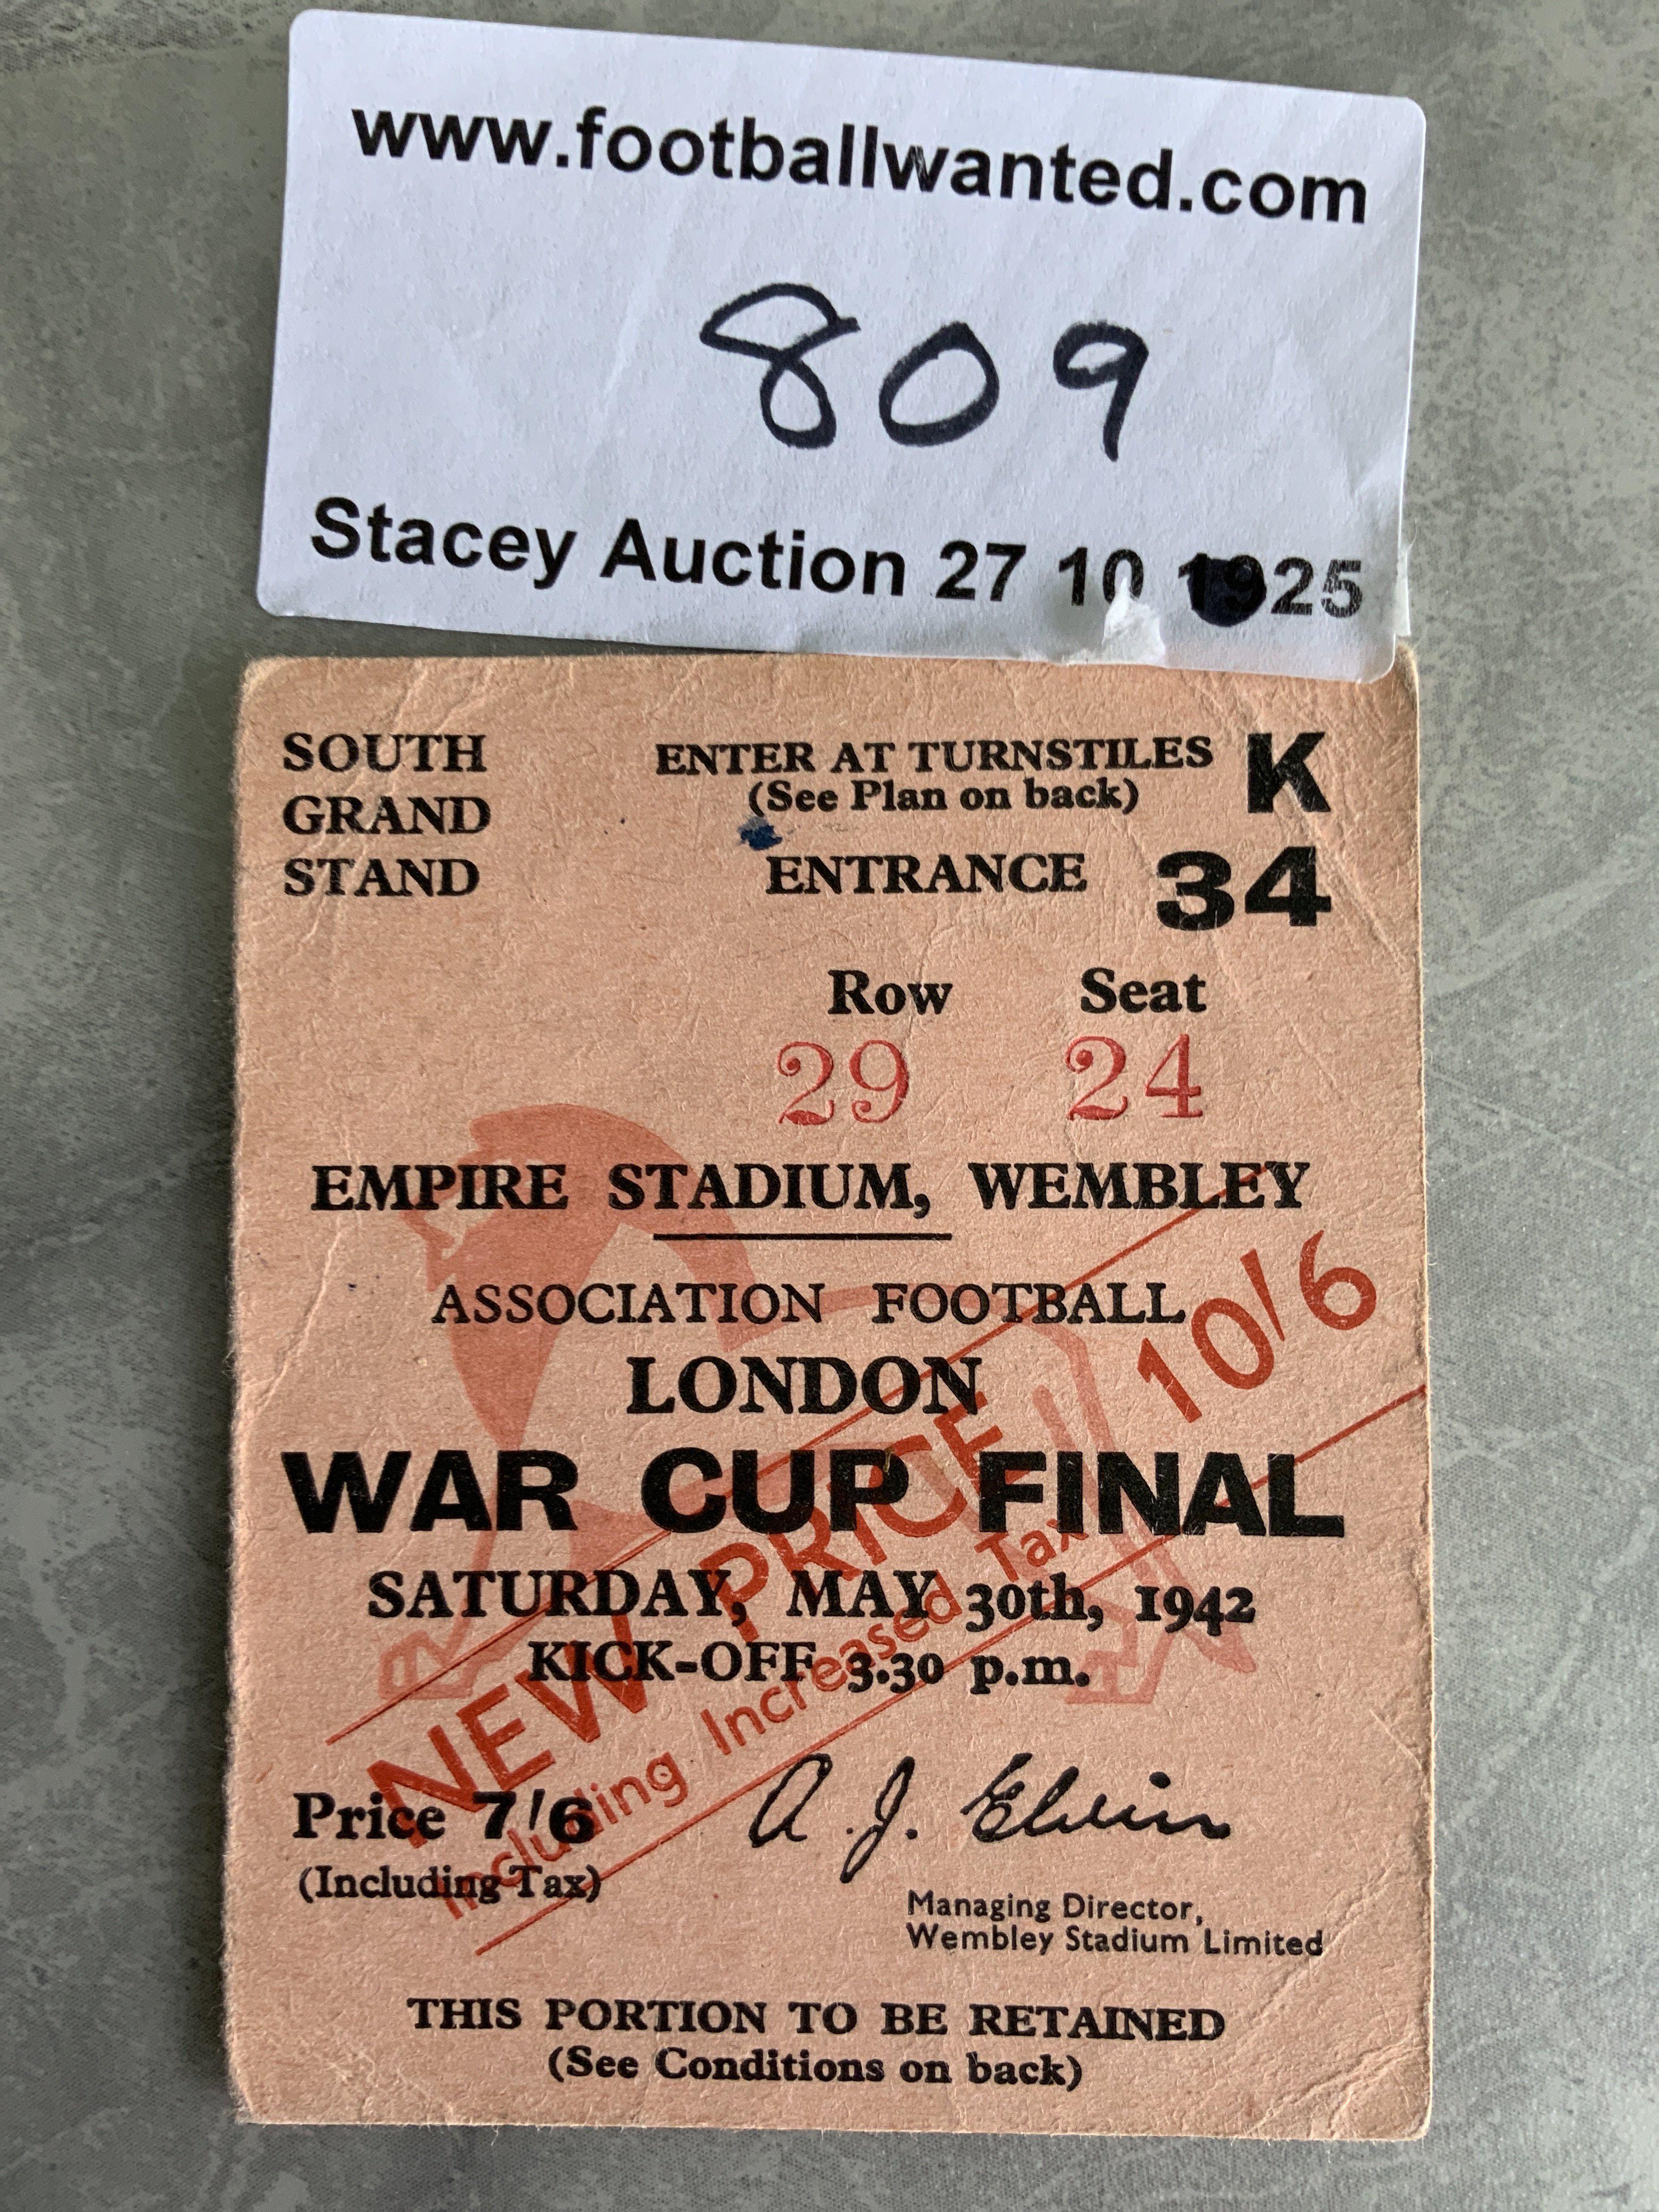 www.footballwanted.com
809
Stacey Auction 27 10 1925
SOUTH
GRAND
STAND
ENTER AT TURNSTILES K
(See Plan on back)
ENTRANCE 34
Row Seat
29 24
EMPIRE STADIUM, WEMBLEY
ASSOCIATION FOOTBALL
LONDON
WAR CUP FINAL
SATURDAY, MAY 30th, 1942
KICK-OFF 3.30 p.m.
NEW PRICE 10/6
Including Increased Tax
Price 7/6
(Including Tax)
A. J. Elvin
Managing Director,
Wembley Stadium Limited
THIS PORTION TO BE RETAINED
(See Conditions on back)